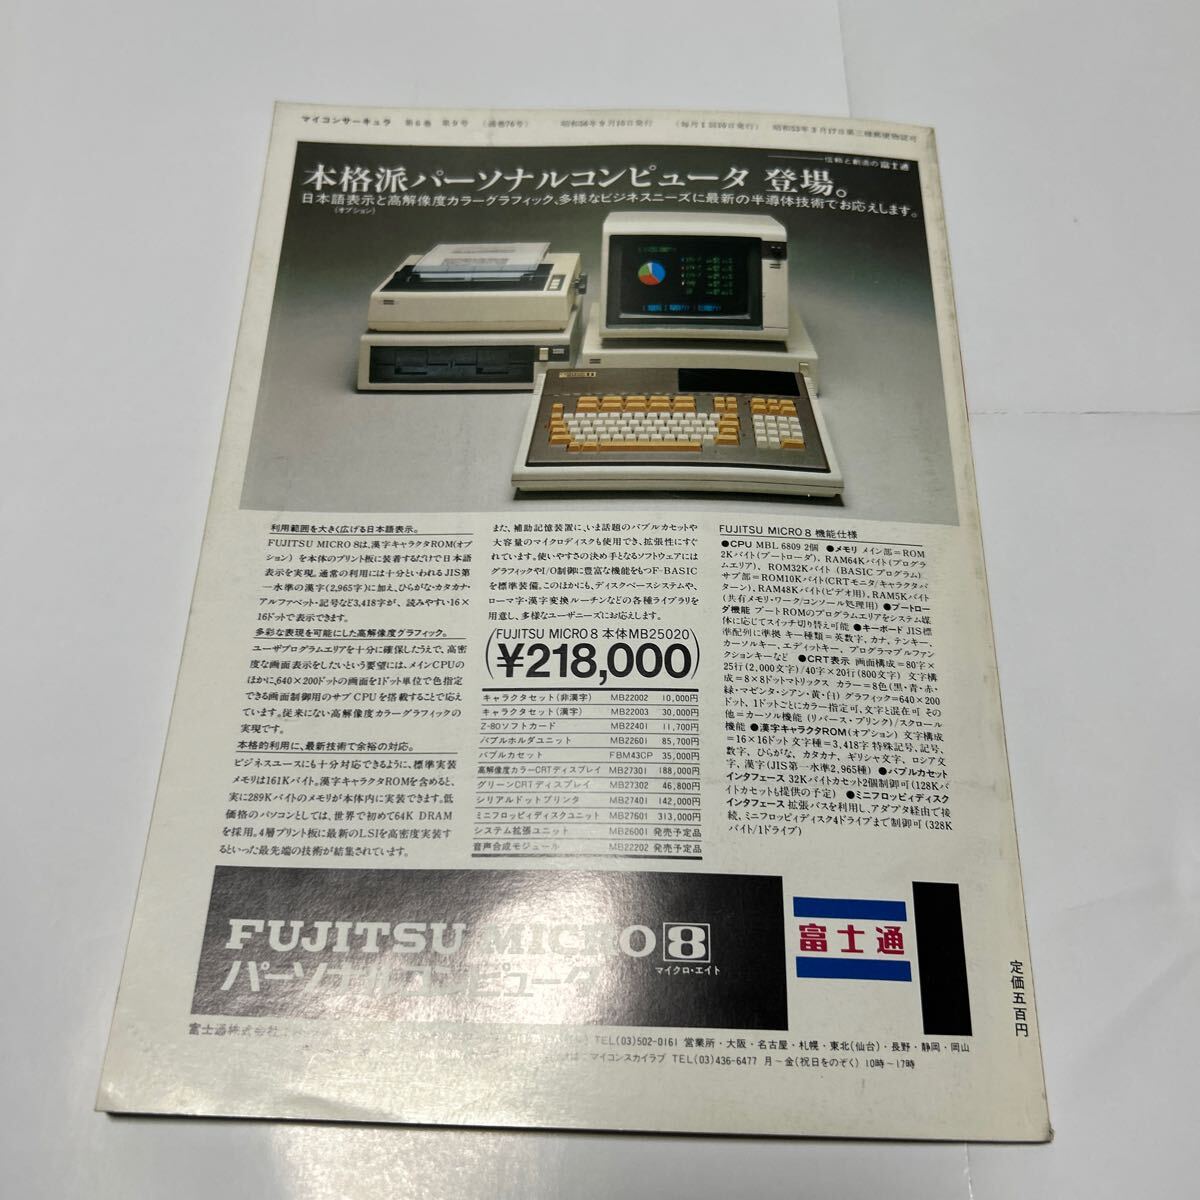 マイコンサーキュラ 第6巻 第9号 (通巻76号) 昭和56年9月10日発行 (毎月1回10日発行) 昭和53年3月17日第三種郵便物認可
信頼と創造の富士通
本格派パーソナルコンピュータ 登場。
日本語表示と高解像度カラーグラフィック、多様なビジネスニーズに最新の半導体技術でお応えします。
(オプション)
利用範囲を大きく広げる日本語表示。
FUJITSU MICRO 8は、漢字キャラクタROM(オプ
ション)を本体のプリント板に装着するだけで日本語
表示を実現。通常の利用には十分といわれるJIS第
一水準の漢字(2,965字)に加え、ひらがな・カタカナ・
アルファベット・記号など3,418字が、読みやすい16×
16ドットで表示できます。
多彩な表現を可能にした高解像度グラフィック。
ユーザプログラムエリアを十分に確保したうえで、高密
度な画面表示をしたいという要望には、メインCPUの
ほかに、640×200ドットの画面を1ドット単位で色指定
できる画面制御用のサブCPUを搭載することで応え
ています。従来にない高解像度カラーグラフィックの
実現です。
本格的利用に、最新技術で余裕の対応。
ビジネスユースにも十分対応できるように、標準実装
メモリは161Kバイト。漢字キャラクタROMを含めると、
実に289Kバイトのメモリが本体内に実装できます。低
価格のパソコンとしては、世界で初めて64K DRAM
を採用。4層プリント板に最新のLSIを高密度実装す
るといった最先端の技術が結集されています。
また、補助記憶装置に、いま話題のバブルカセットや
大容量のマイクロディスクも使用でき、拡張性にすぐ
れています。使いやすさの決め手となるソフトウェアには
グラフィックやI/O制御に豊富な機能をもつF-BASIC
を標準装備。このほかにも、ディスクベースシステムや、
ローマ字・漢字変換ルーチンなどの各種ライブラリを
用意し、多様なユーザニーズにお応えします。
(FUJITSU MICRO 8 本体MB25020)
¥218,000
キャラクタセット(非漢字) MB22002 10,000円
キャラクタセット(漢字) MB22003 30,000円
Z-80ソフトカード MB22401 11,700円
バブルホルダユニット MB22601 85,700円
バブルカセット FBM43CP 35,000円
高解像度カラーCRTディスプレイ MB27301 188,000円
グリーンCRTディスプレイ MB27302 46,800円
シリアルドットプリンタ MB27401 142,000円
ミニフロッピィディスクユニット MB27601 313,000円
システム拡張ユニット MB26001 発売予定品
音声合成モジュール MB22202 発売予定品
FUJITSU MICRO 8 機能仕様
●CPU MBL 6809 2個 ●メモリ メイン部=ROM
2Kバイト(ブートローダ)、RAM64Kバイト(プログラ
ムエリア)、ROM32Kバイト(BASICプログラム)
サブ部=ROM10Kバイト(CRTモニタ/キャラクタパ
ターン)、RAM48Kバイト(ビデオ用)、RAM5Kバイト
(共有メモリ・ワーク/コンソール処理用) ●ブートロー
ダ機能 ブートROMのプログラムエリアをシステム媒
体に応じてスイッチ切り替え可能 ●キーボード JIS標
準配列に準拠 キー種類=英数字、カナ、テンキー、
カーソルキー、エディットキー、プログラマブルファン
クションキーなど ●CRT表示 画面構成=80字×
25行(2,000文字)/40字×20行(800文字) 文字構
成=8×8ドットマトリックス カラー=8色(黒・青・赤・
緑・マゼンタ・シアン・黄・白) グラフィック=640×200
ドット、1ドットごとにカラー指定可、文字と混在可 その
他=カーソル機能(リバース・ブリンク)/スクロール
機能 ●漢字キャラクタROM(オプション) 文字構成
=16×16ドット 文字種=3,418字 特殊記号、記号、
数字、ひらがな、カタカナ、ギリシャ文字、ロシア文
字、漢字(JIS第一水準2,965種) ●バブルカセット
インタフェース 32Kバイトカセット2個制御可(128Kバ
イトカセットも提供の予定) ●ミニフロッピィディスク
インタフェース 拡張バスを利用し、アダプタ経由で接
続、ミニフロッピィディスク4ドライブまで制御可(328K
バイト/1ドライブ)
FUJITSU MICRO 8
マイクロ・エイト
パーソナルコンピュータ
富士通
富士通株式会社
TEL(03)502-0161 営業所・大阪・名古屋・札幌・東北(仙台)・長野・静岡・岡山
マイコンスカイラブ TEL(03)436-6477 月〜金(祝日をのぞく)10時〜17時
定価五百円